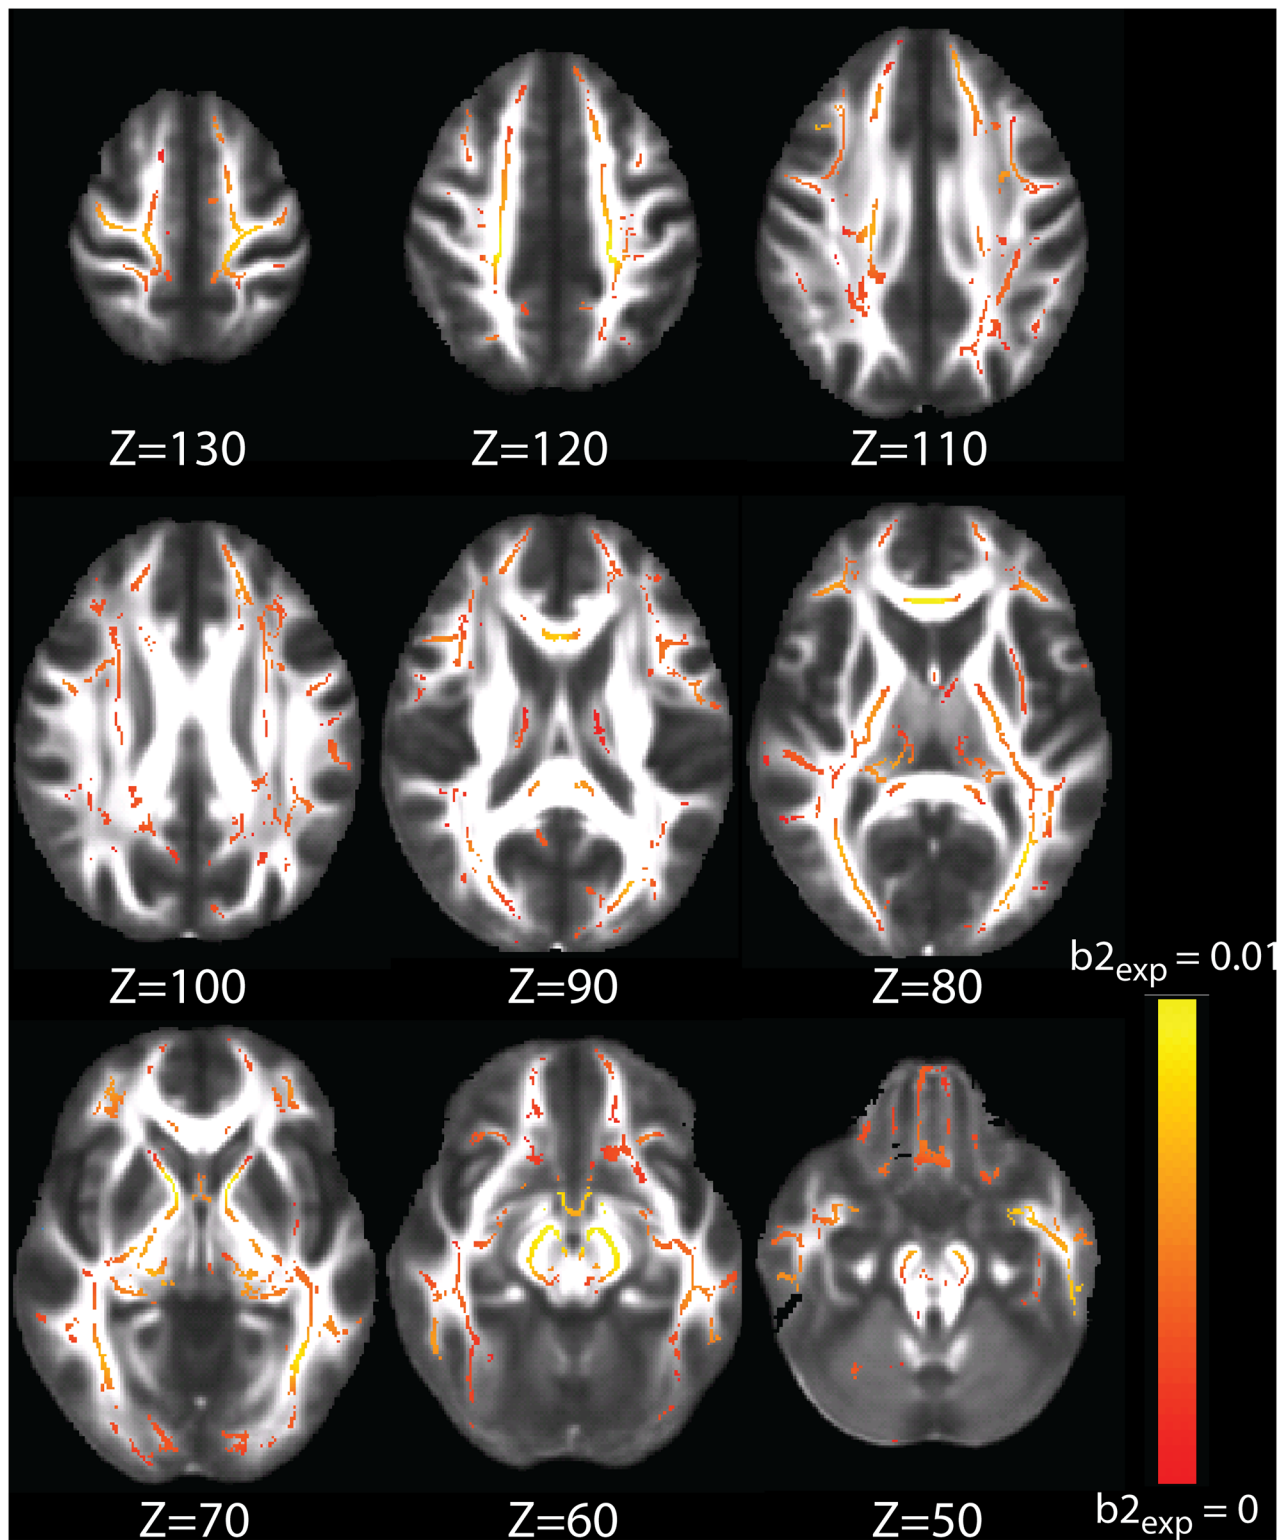 Z=130
Z=120
Z=110
Z=100
Z=90
Z=80
b2exp = 0.01
Z=70
Z=60
Z=50
b2exp = 0